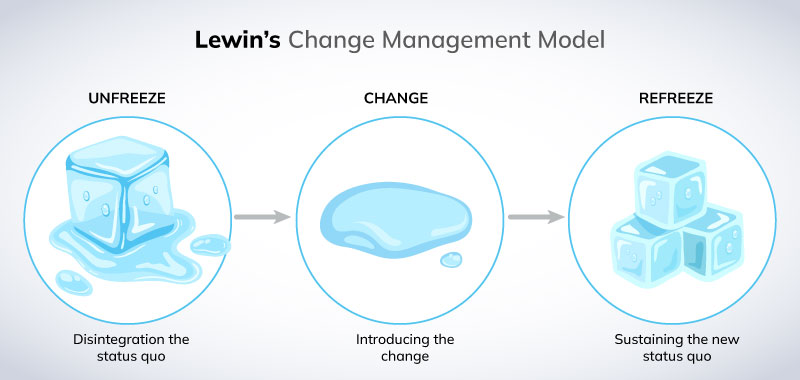 Lewin's Change Management Model
UNFREEZE
CHANGE
REFREEZE
Disintegration the
status quo
Introducing the
change
Sustaining the new
status quo